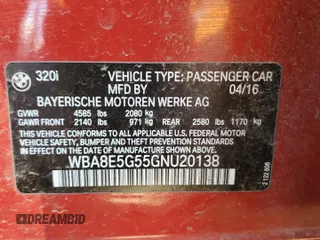 320i VEHICLE TYPE: PASSENGER CAR
04/16
BAYERISCHE MOTOREN WERKE AG
GVWR 4585 lbs 2080 kg
GAWR FRONT 2140 lbs 971 kg REAR 2580 lbs 1170 kg
THIS VEHICLE CONFORMS TO ALL APPLICABLE U.S. FEDERAL MOTOR
VEHICLE SAFETY, BUMPER, AND THEFT PREVENTION STANDARDS IN
EFFECT ON THE DATE OF MANUFACTURE SHOWN ABOVE.
WBA8E5G55GNU20138
DREAMBID